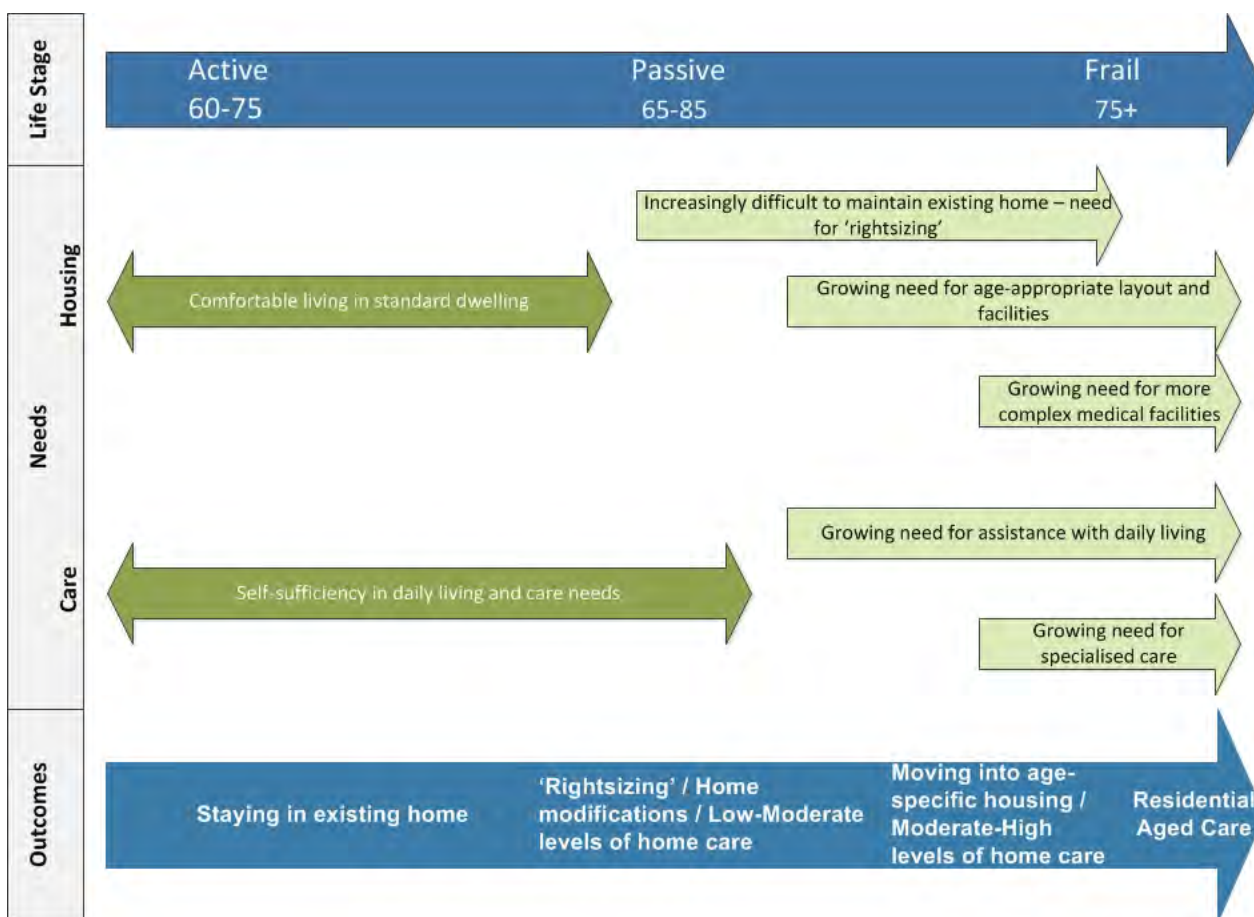 Life Stage
Active
60-75
Passive
65-85
Frail
75+
Needs
Housing
Increasingly difficult to maintain existing home – need
for ‘rightsizing’
Comfortable living in standard dwelling
Growing need for age-appropriate layout and
facilities
Growing need for more
complex medical facilities
Care
Growing need for assistance with daily living
Self-sufficiency in daily living and care needs
Growing need for
specialised care
Outcomes
Staying in existing home
‘Rightsizing’ / Home
modifications / Low-Moderate
levels of home care
Moving into age-
specific housing /
Moderate-High
levels of home care
Residential
Aged Care